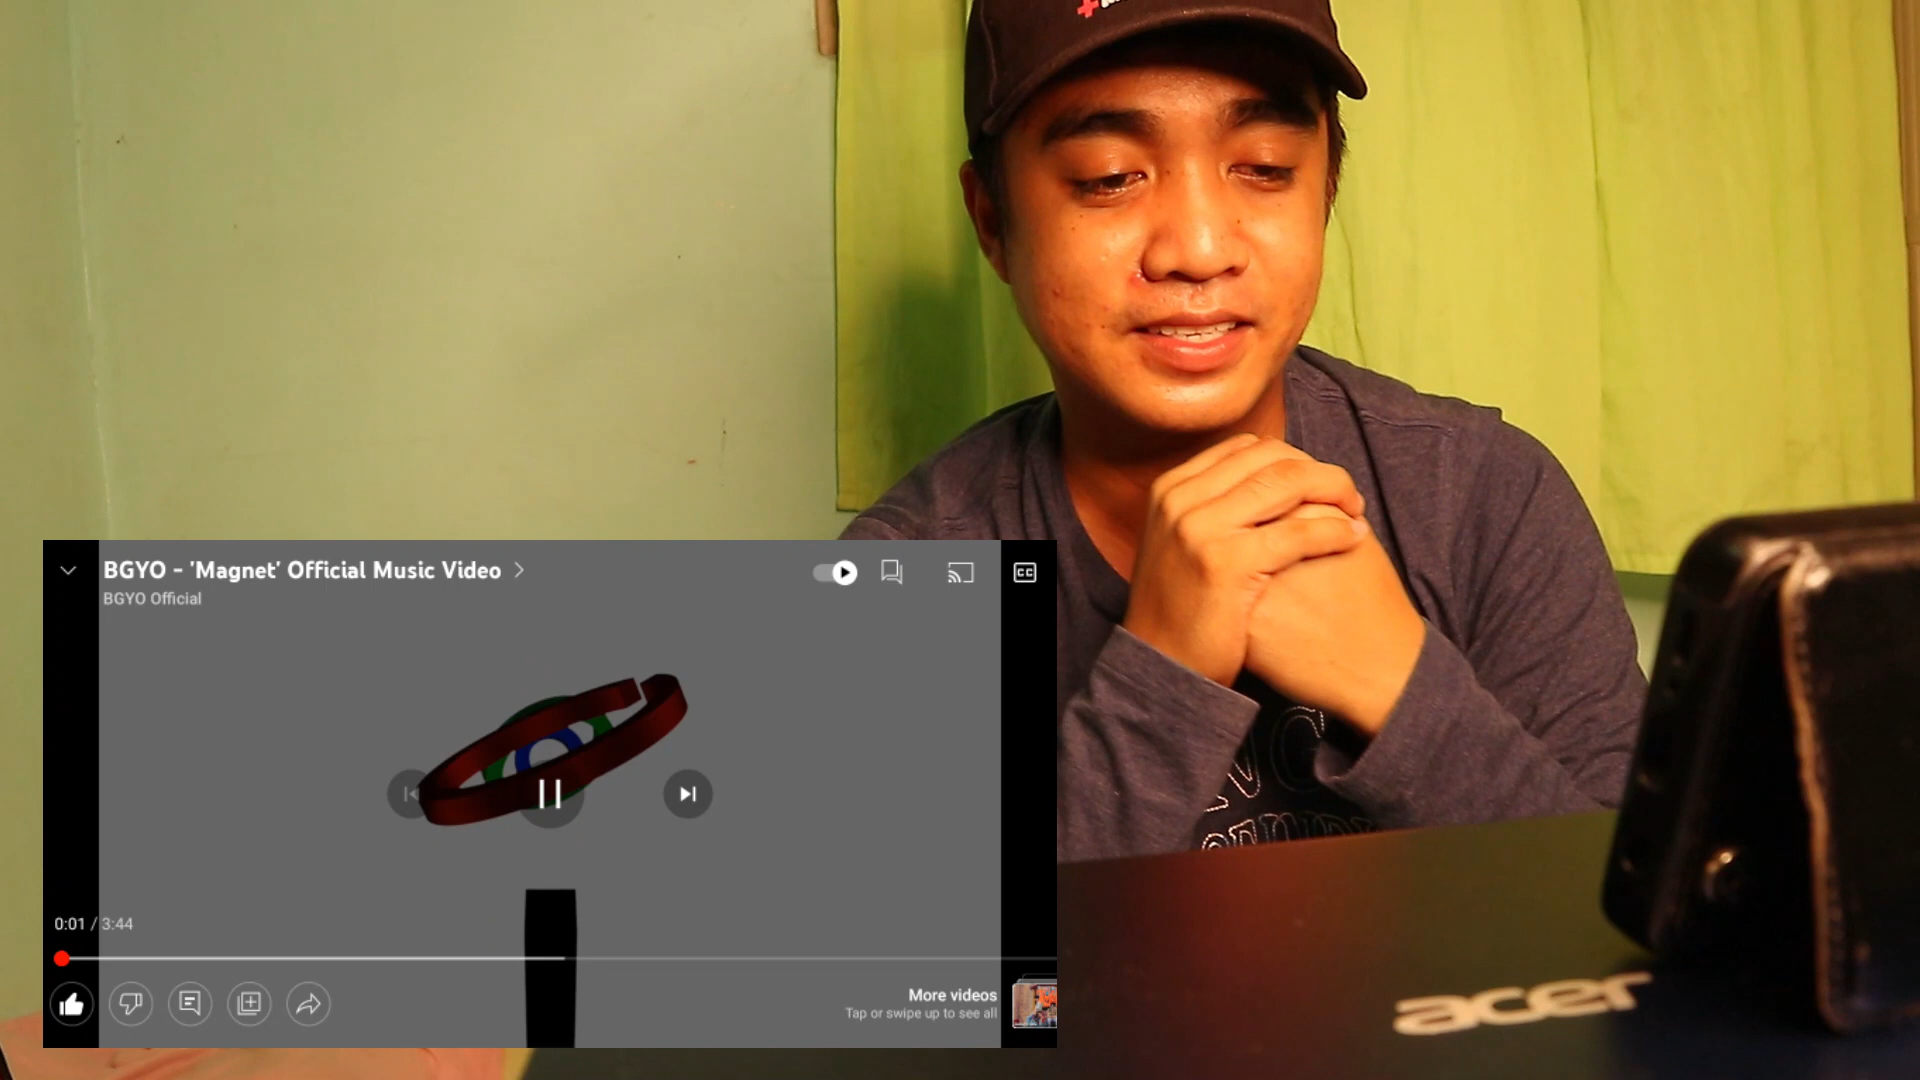 BGYO - 'Magnet' Official Music Video
BGYO Official
CC
0:01 / 3:44
More videos
Tap or swipe up to see all
acer